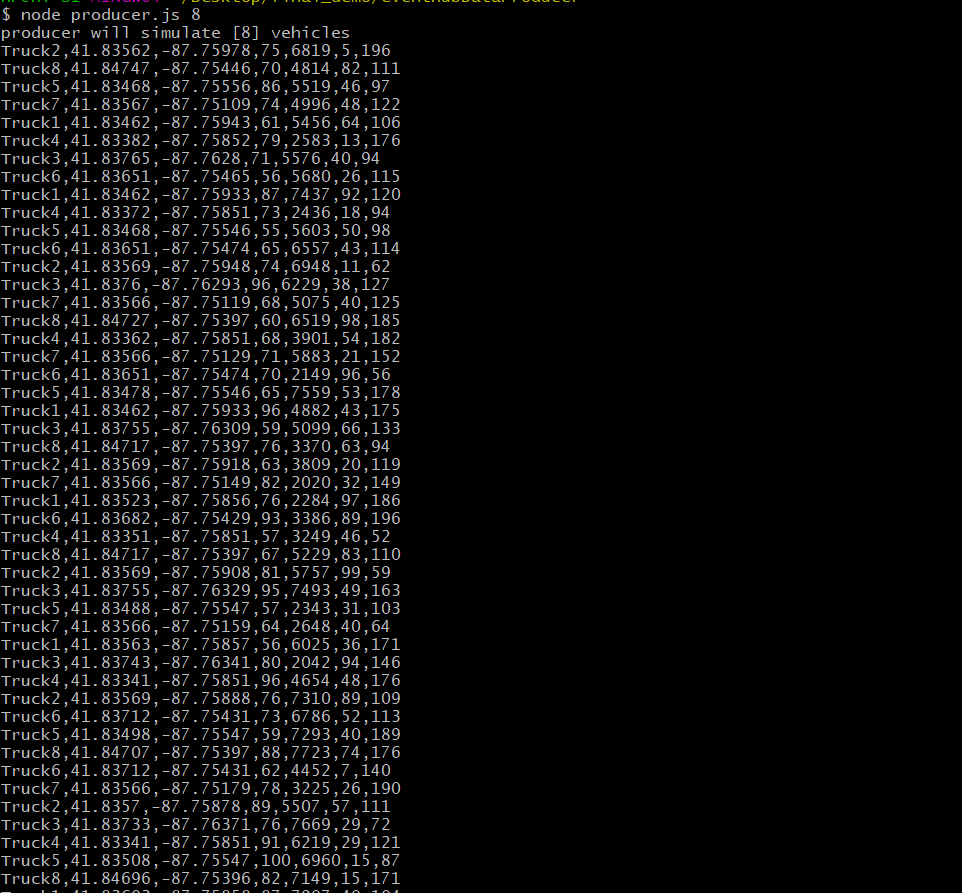 $ node producer.js 8
producer will simulate [8] vehicles
Truck2,41.83562,-87.75978,75,6819,5,196
Truck8,41.84747,-87.75446,70,4814,82,111
Truck5,41.83468,-87.75556,86,5519,46,97
Truck7,41.83567,-87.75109,74,4996,48,122
Truck1,41.83462,-87.75943,61,5456,64,106
Truck4,41.83382,-87.75852,79,2583,13,176
Truck3,41.83765,-87.7628,71,5576,40,94
Truck6,41.83651,-87.75465,56,5680,26,115
Truck1,41.83462,-87.75933,87,7437,92,120
Truck4,41.83372,-87.75851,73,2436,18,94
Truck5,41.83468,-87.75546,55,5603,50,98
Truck6,41.83651,-87.75474,65,6557,43,114
Truck2,41.83569,-87.75948,74,6948,11,62
Truck3,41.8376,-87.76293,96,6229,38,127
Truck7,41.83566,-87.75119,68,5075,40,125
Truck8,41.84727,-87.75397,60,6519,98,185
Truck4,41.83362,-87.75851,68,3901,54,182
Truck7,41.83566,-87.75129,71,5883,21,152
Truck6,41.83651,-87.75474,70,2149,96,56
Truck5,41.83478,-87.75546,65,7559,53,178
Truck1,41.83462,-87.75933,96,4882,43,175
Truck3,41.83755,-87.76309,59,5099,66,133
Truck8,41.84717,-87.75397,76,3370,63,94
Truck2,41.83569,-87.75918,63,3809,20,119
Truck7,41.83566,-87.75149,82,2020,32,149
Truck1,41.83523,-87.75856,76,2284,97,186
Truck6,41.83682,-87.75429,93,3386,89,196
Truck4,41.83351,-87.75851,57,3249,46,52
Truck8,41.84717,-87.75397,67,5229,83,110
Truck2,41.83569,-87.75908,81,5757,99,59
Truck3,41.83755,-87.76329,95,7493,49,163
Truck5,41.83488,-87.75547,57,2343,31,103
Truck7,41.83566,-87.75159,64,2648,40,64
Truck1,41.83563,-87.75857,56,6025,36,171
Truck3,41.83743,-87.76341,80,2042,94,146
Truck4,41.83341,-87.75851,96,4654,48,176
Truck2,41.83569,-87.75888,76,7310,89,109
Truck6,41.83712,-87.75431,73,6786,52,113
Truck5,41.83498,-87.75547,59,7293,40,189
Truck8,41.84707,-87.75397,88,7723,74,176
Truck6,41.83712,-87.75431,62,4452,7,140
Truck7,41.83566,-87.75179,78,3225,26,190
Truck2,41.8357,-87.75878,89,5507,57,111
Truck3,41.83733,-87.76371,76,7669,29,72
Truck4,41.83341,-87.75851,91,6219,29,121
Truck5,41.83508,-87.75547,100,6960,15,87
Truck8,41.84696,-87.75396,82,7149,15,171